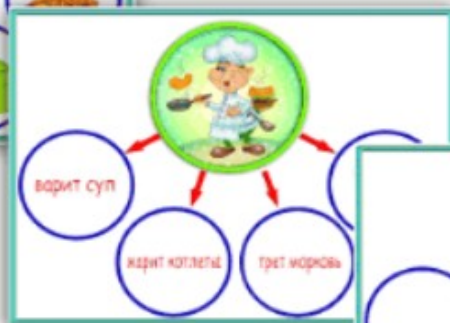 варит суп
жарит котлеты
трет морковь